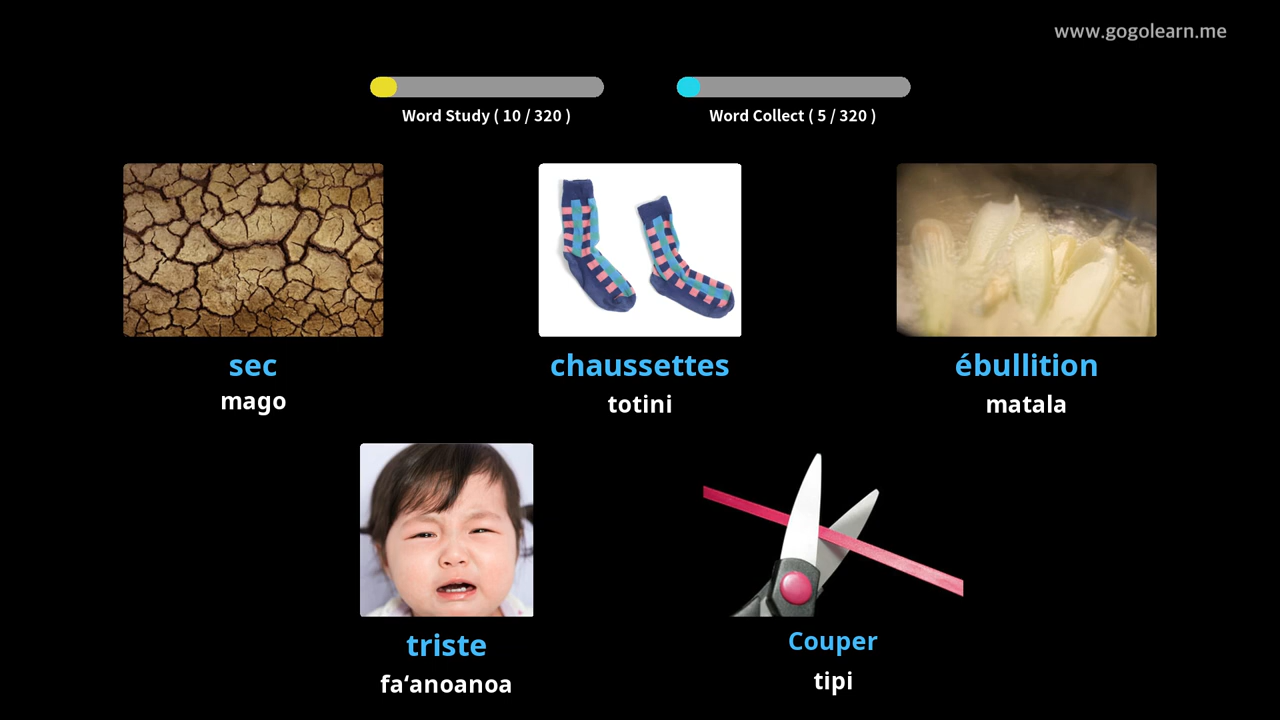 www.gogolearn.me
Word Study ( 10 / 320 )
Word Collect ( 5 / 320 )
sec
mago
chaussettes
totini
ébullition
matala
triste
fa‘anoanoa
Couper
tipi